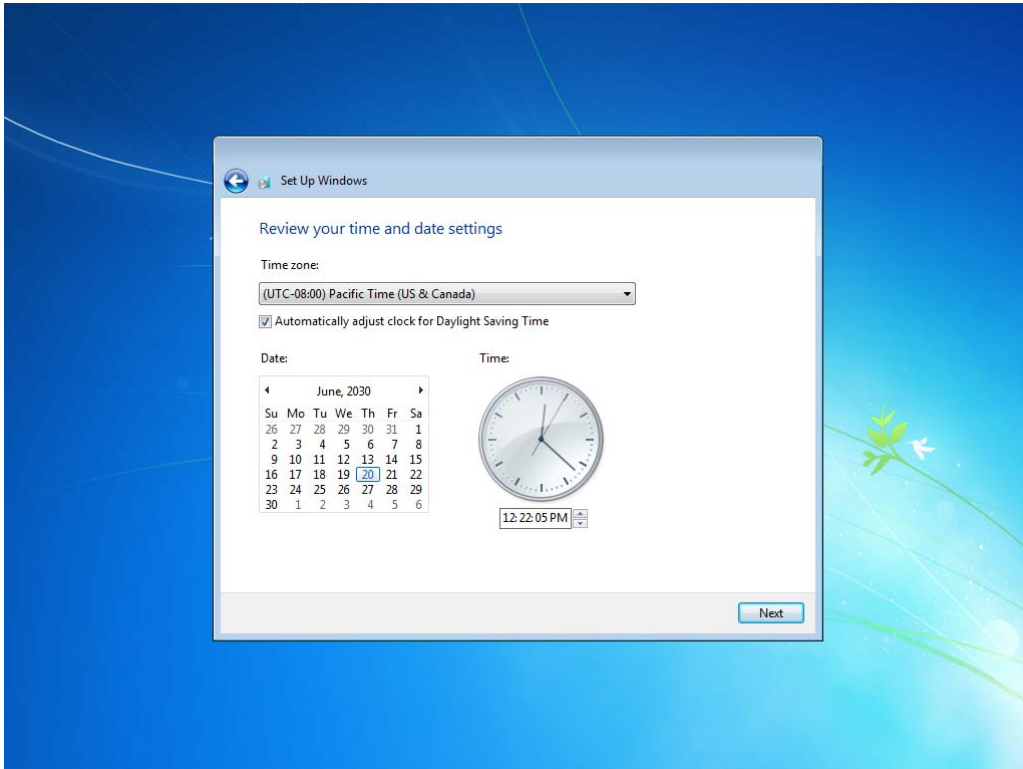 Set Up Windows
Review your time and date settings
Time zone:
(UTC-08:00) Pacific Time (US & Canada)
Automatically adjust clock for Daylight Saving Time
Date:
Time:
June, 2030
Su Mo Tu We Th Fr Sa
26 27 28 29 30 31 1
2 3 4 5 6 7 8
9 10 11 12 13 14 15
16 17 18 19 20 21 22
23 24 25 26 27 28 29
30 1 2 3 4 5 6
12:22:05 PM
Next